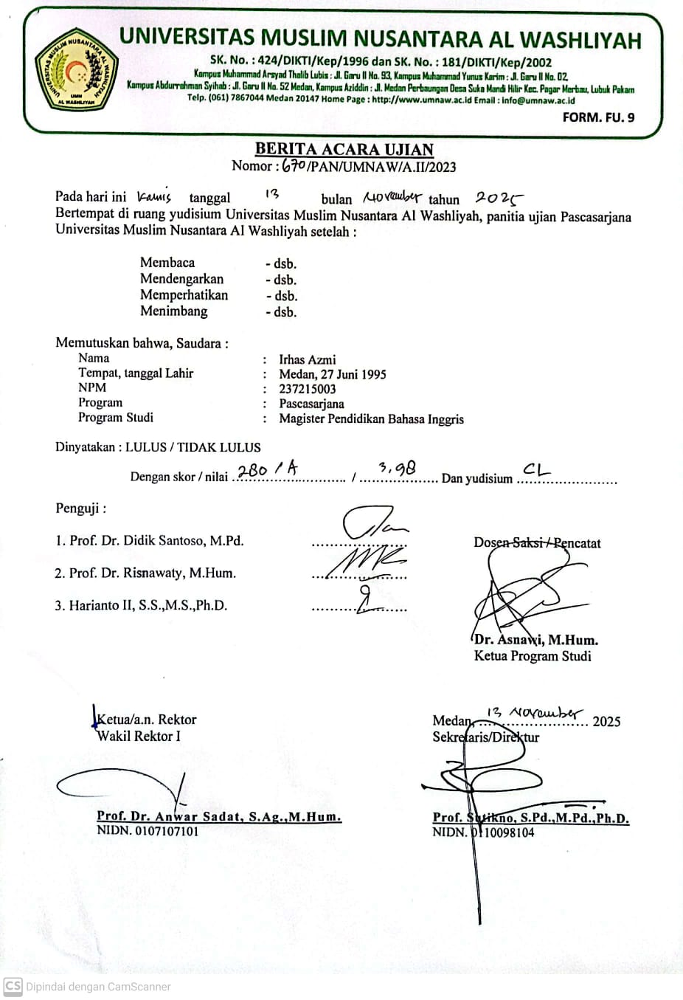 UNIVERSITAS MUSLIM NUSANTARA AL WASHLIYAH
SK. No. : 424/DIKTI/Kep/1996 dan SK. No. : 181/DIKTI/Kep/2002
Kampus Muhammad Arsyad Thalib Lubis : Jl. Garu II No. 93, Kampus Muhammad Yunus Karim : Jl. Garu II No. 02,
Kampus Abdurrahman Syihab : Jl. Garu II No. 52 Medan, Kampus Aziddin : Jl. Medan Perbaungan Desa Suka Mandi Hilir Kec. Pagar Merbau, Lubuk Pakam
Telp. (061) 7867044 Medan 20147 Home Page : http://www.umnaw.ac.id Email : info@umnaw.ac.id
UNIVERSITAS MUSLIM NUSANTARA AL WASHLIYAH
UMN
AL WASHLIYAH
FORM. FU. 9
BERITA ACARA UJIAN
Nomor : 670/PAN/UMNAW/A.II/2023
Pada hari ini Kamis tanggal 13 bulan November tahun 2025
Bertempat di ruang yudisium Universitas Muslim Nusantara Al Washliyah, panitia ujian Pascasarjana
Universitas Muslim Nusantara Al Washliyah setelah :
Membaca - dsb.
Mendengarkan - dsb.
Memperhatikan - dsb.
Menimbang - dsb.
Memutuskan bahwa, Saudara :
Nama : Irhas Azmi
Tempat, tanggal Lahir : Medan, 27 Juni 1995
NPM : 237215003
Program : Pascasarjana
Program Studi : Magister Pendidikan Bahasa Inggris
Dinyatakan : LULUS / TIDAK LULUS
Dengan skor / nilai 280 / A / 3,98 Dan yudisium CL
Penguji :
1. Prof. Dr. Didik Santoso, M.Pd.
2. Prof. Dr. Risnawaty, M.Hum.
3. Harianto II, S.S.,M.S.,Ph.D.
Dosen Saksi / Pencatat
Dr. Asnawi, M.Hum.
Ketua Program Studi
Ketua/a.n. Rektor
Wakil Rektor I
Prof. Dr. Anwar Sadat, S.Ag.,M.Hum.
NIDN. 0107107101
Medan, 13 November 2025
Sekretaris/Direktur
Prof. Sutikno, S.Pd.,M.Pd.,Ph.D.
NIDN. 0110098104
CS Dipindai dengan CamScanner